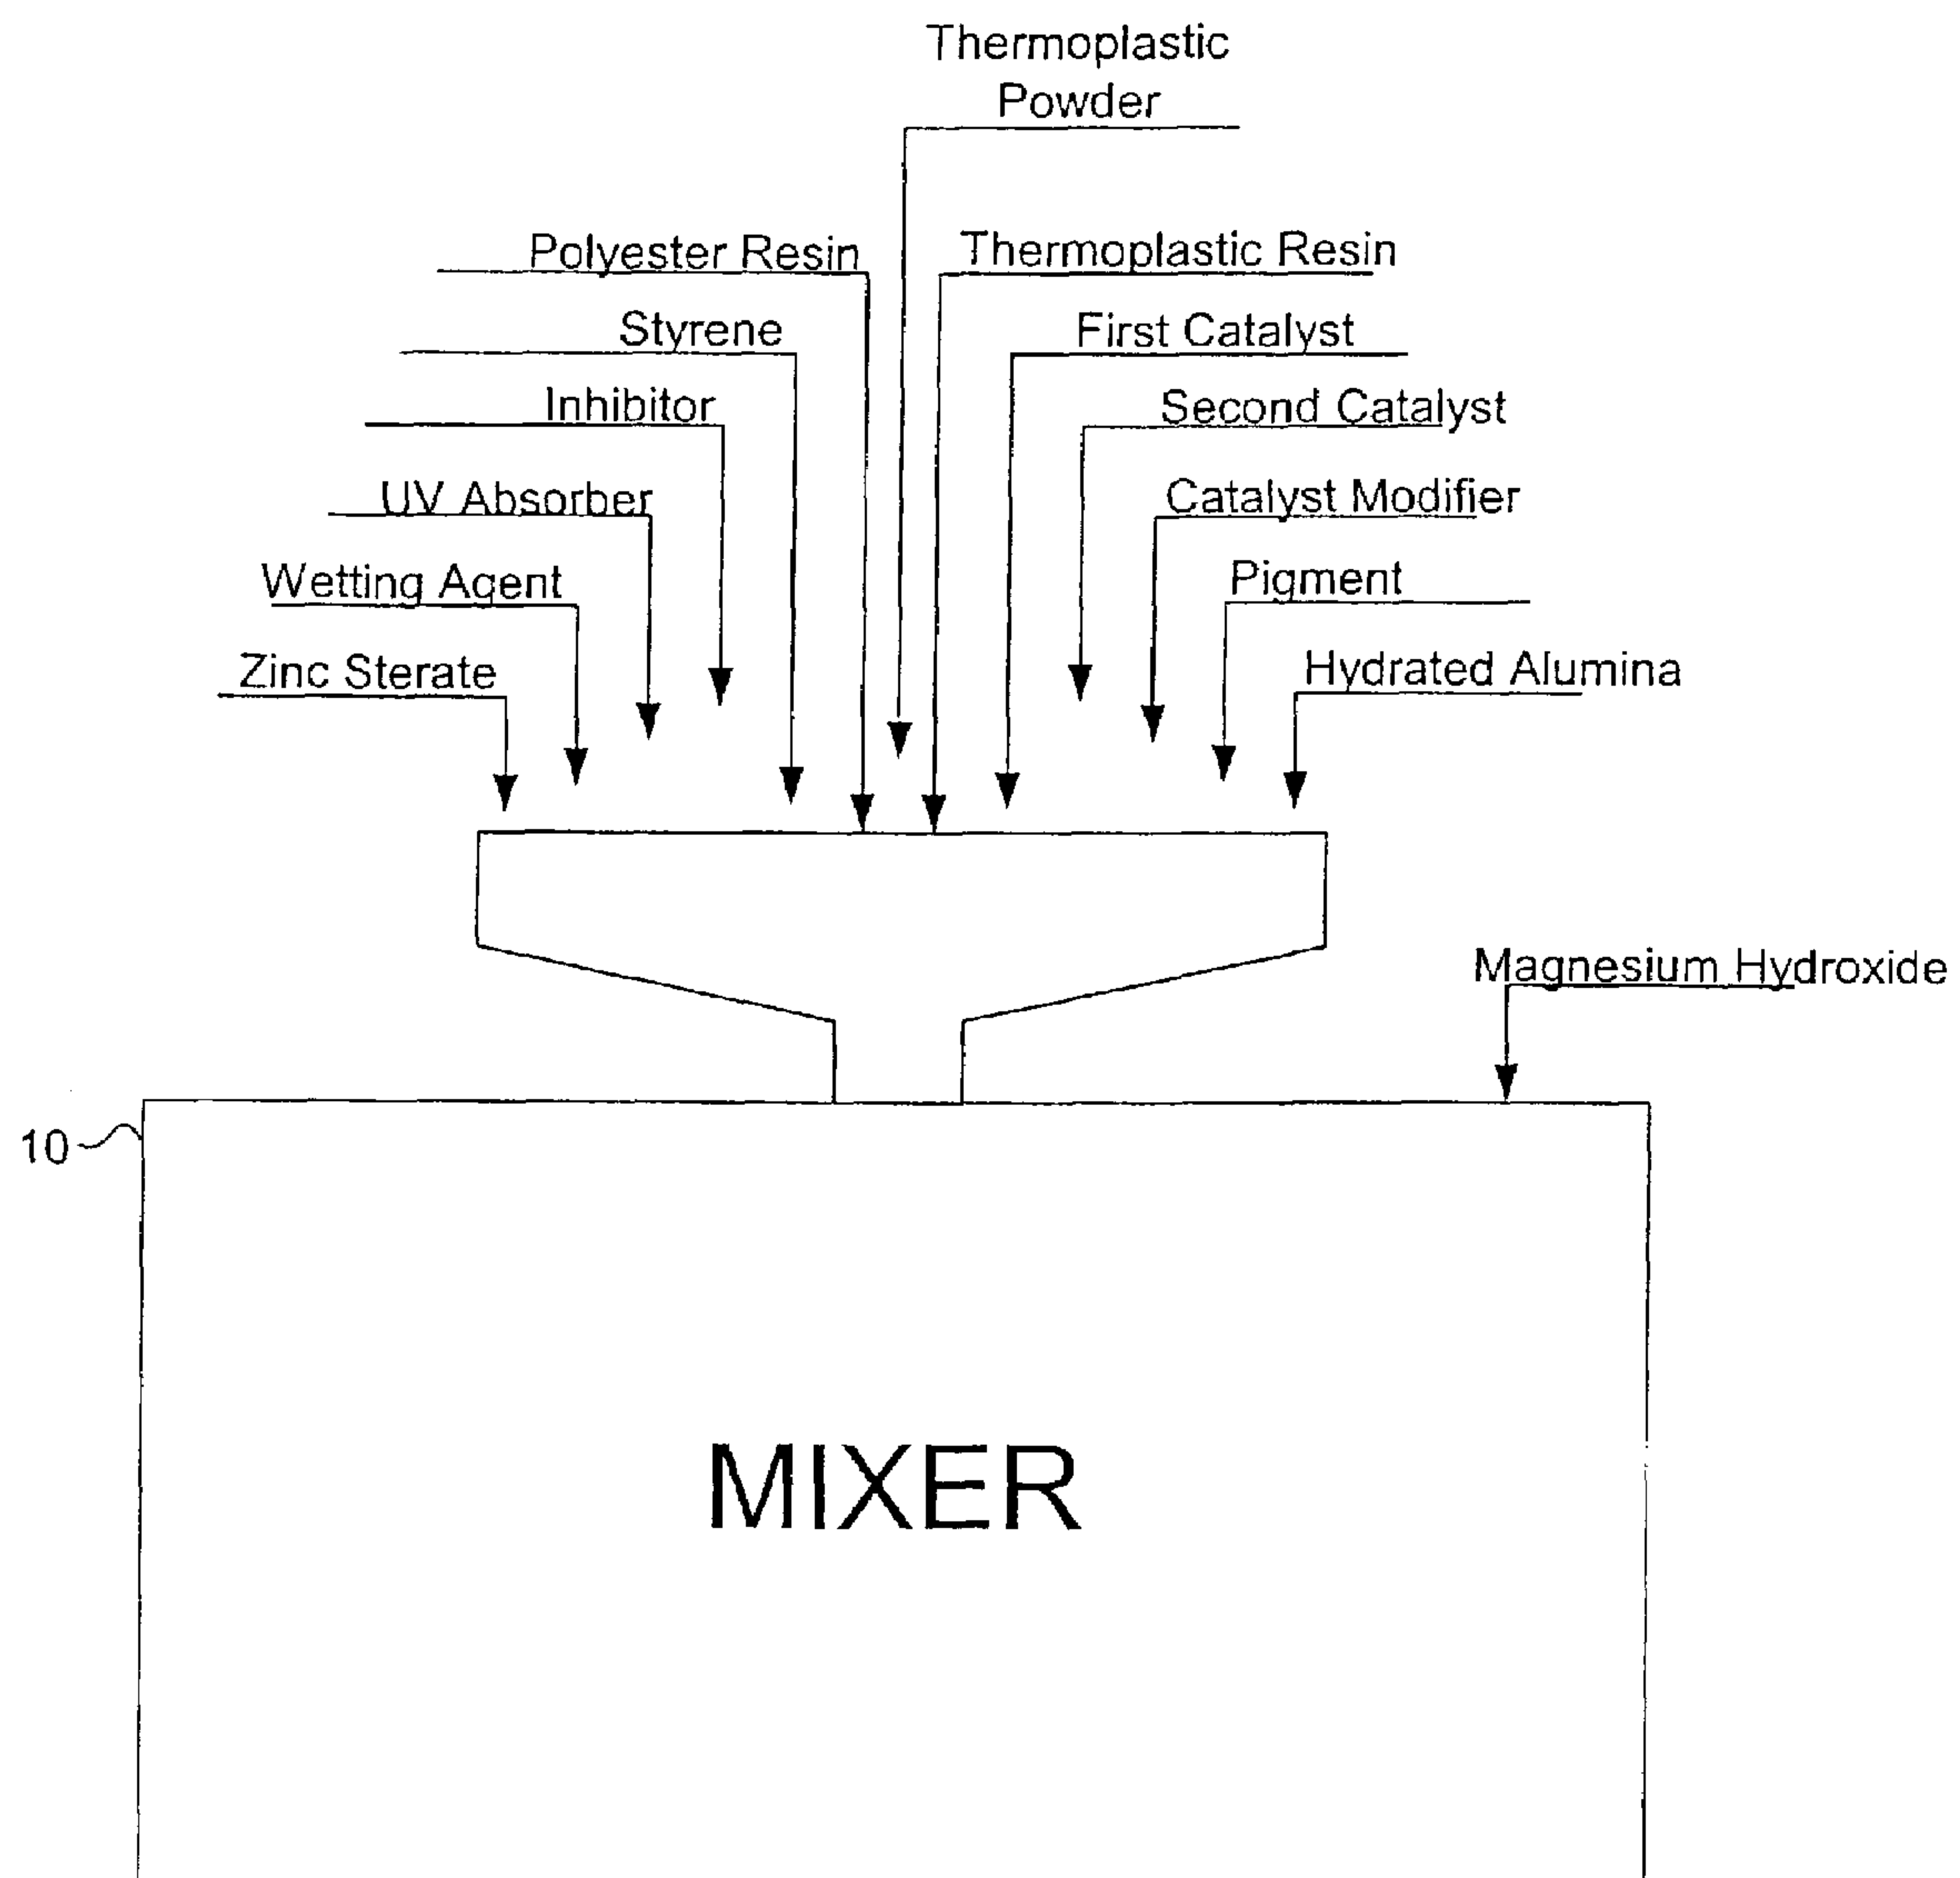 Thermoplastic
Powder
Polyester Resin
Thermoplastic Resin
Styrene
First Catalyst
Inhibitor
Second Catalyst
UV Absorber
Catalyst Modifier
Wetting Agent
Pigment
Zinc Sterate
Hydrated Alumina
Magnesium Hydroxide
10
MIXER